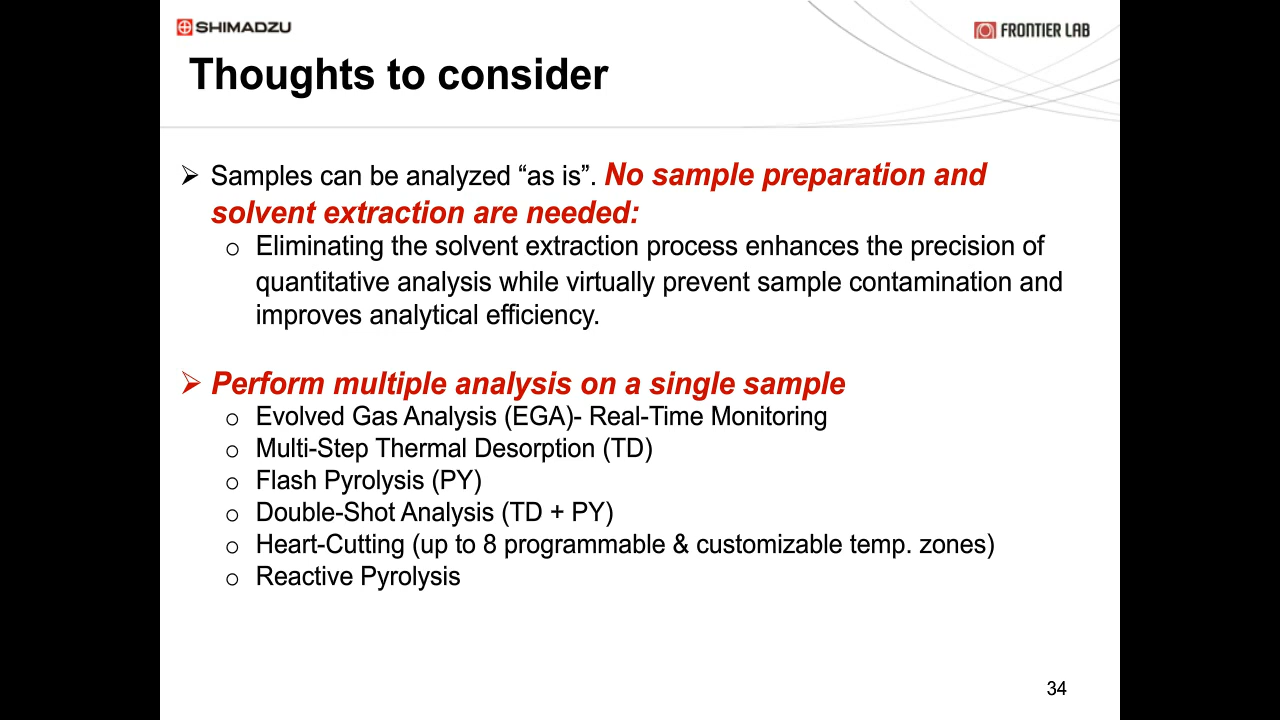 SHIMADZU
FRONTIER LAB
Thoughts to consider
➢ Samples can be analyzed “as is”. No sample preparation and
solvent extraction are needed:
o Eliminating the solvent extraction process enhances the precision of
quantitative analysis while virtually prevent sample contamination and
improves analytical efficiency.
➢ Perform multiple analysis on a single sample
o Evolved Gas Analysis (EGA)- Real-Time Monitoring
o Multi-Step Thermal Desorption (TD)
o Flash Pyrolysis (PY)
o Double-Shot Analysis (TD + PY)
o Heart-Cutting (up to 8 programmable & customizable temp. zones)
o Reactive Pyrolysis
34